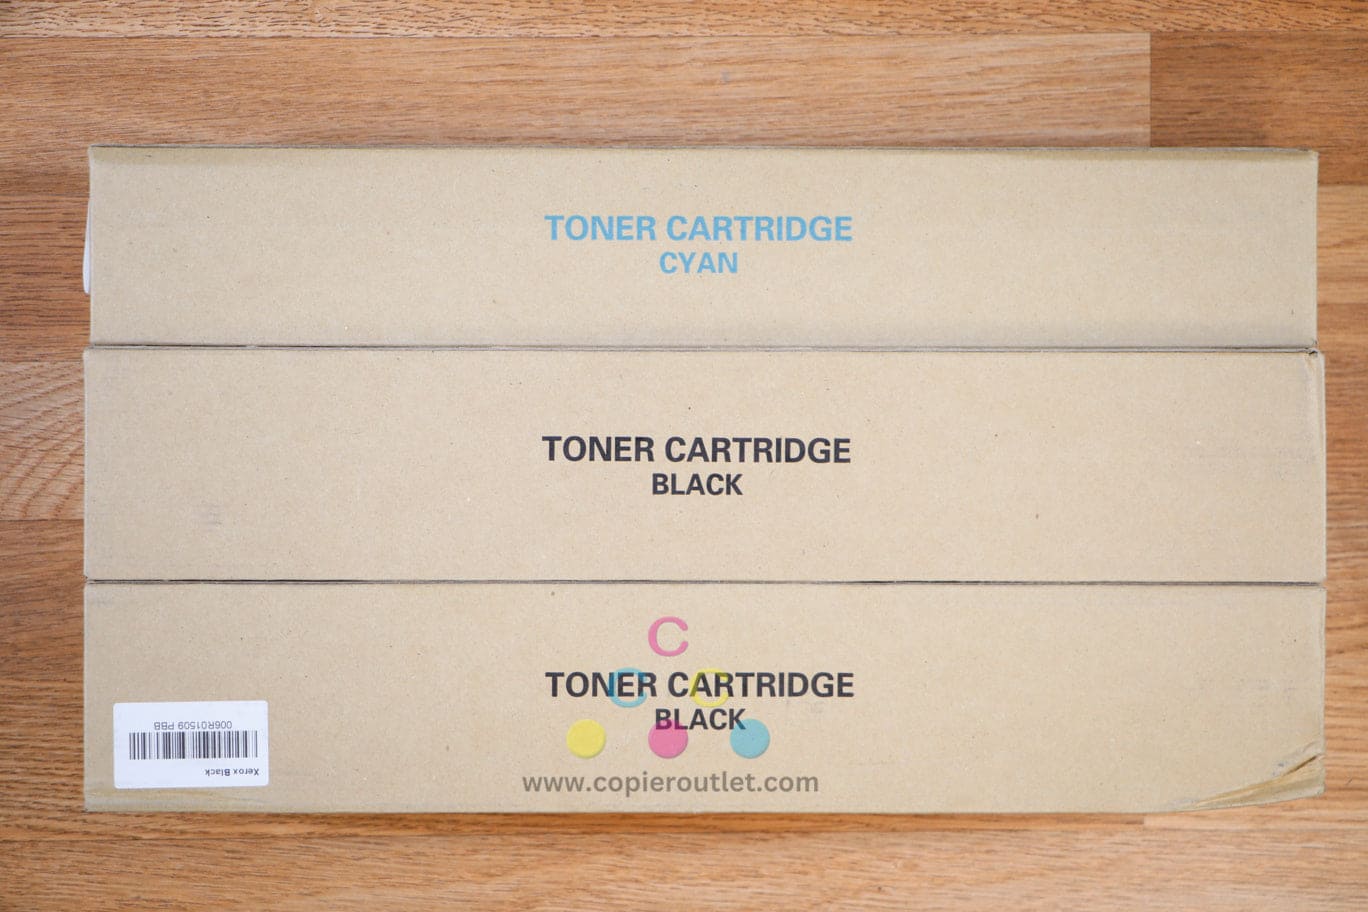 TONER CARTRIDGE
CYAN
TONER CARTRIDGE
BLACK
C
C C
TONER CARTRIDGE
BLACK
www.copieroutlet.com
Xerox Black
006R01509 PBB